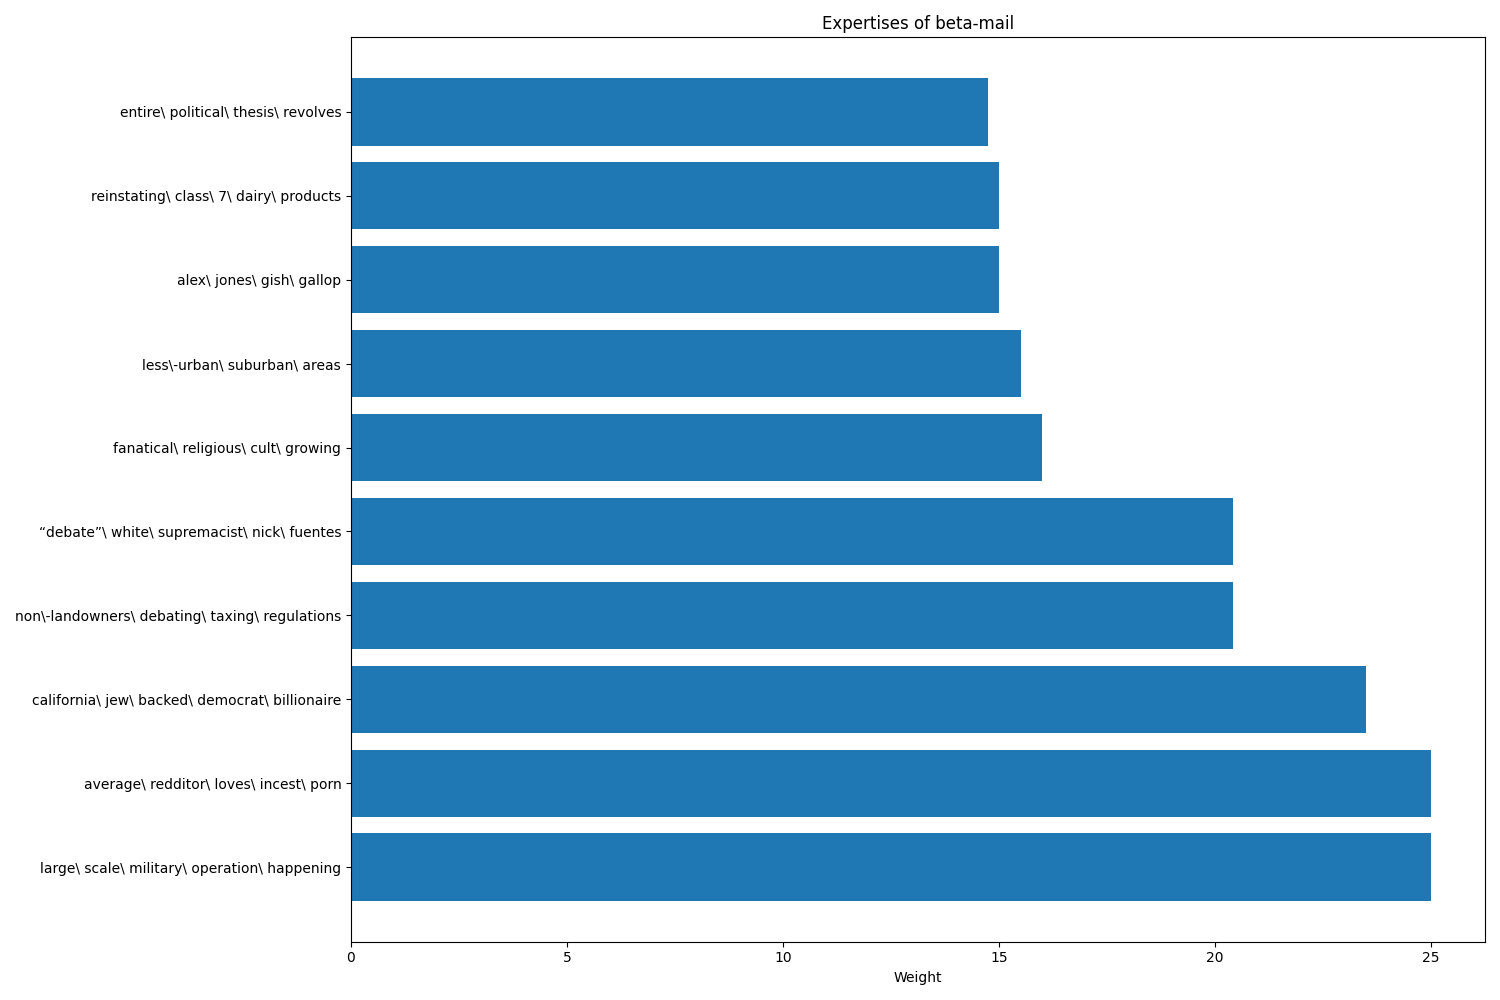 Expertises of beta-mail
entire\ political\ thesis\ revolves
reinstating\ class\ 7\ dairy\ products
alex\ jones\ gish\ gallop
less\-urban\ suburban\ areas
fanatical\ religious\ cult\ growing
“debate”\ white\ supremacist\ nick\ fuentes
non\-landowners\ debating\ taxing\ regulations
california\ jew\ backed\ democrat\ billionaire
average\ redditor\ loves\ incest\ porn
large\ scale\ military\ operation\ happening
0 5 10 15 20 25
Weight